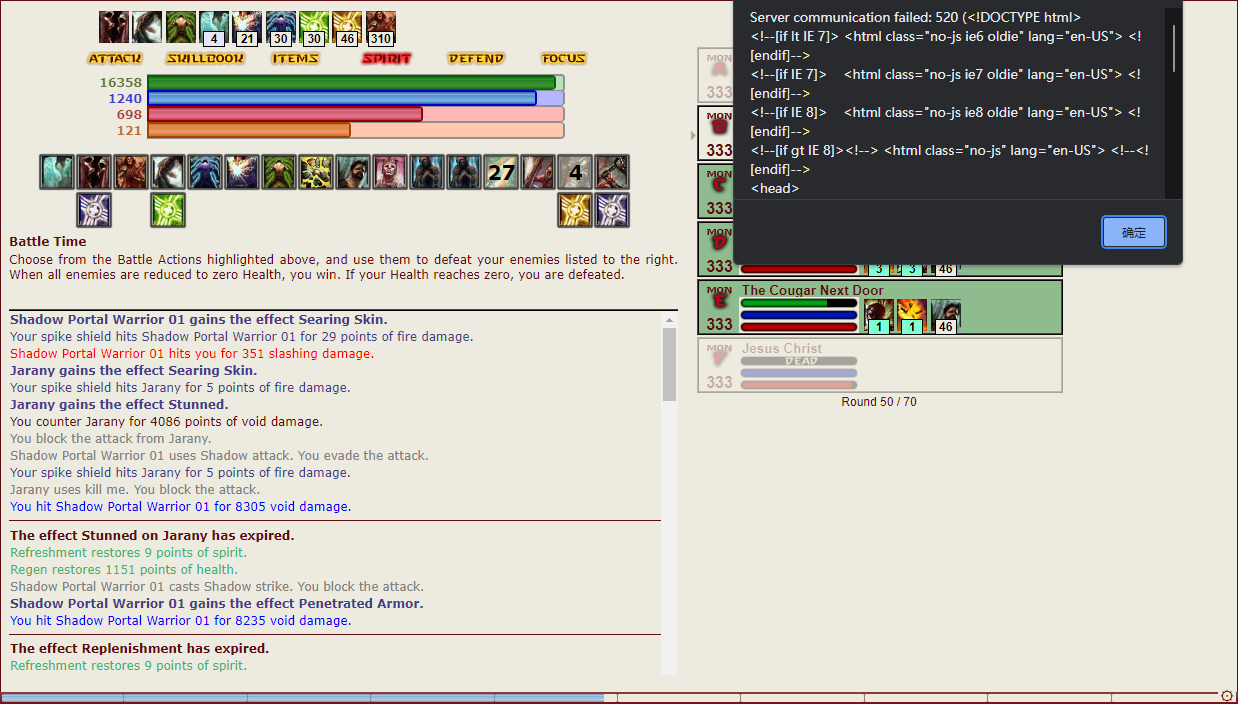 4
21
30
30
46
310
ATTACK SKILLBOOK ITEMS SPIRIT DEFEND FOCUS
16358
1240
698
121
27
4
Battle Time
Choose from the Battle Actions highlighted above, and use them to defeat your enemies listed to the right.
When all enemies are reduced to zero Health, you win. If your Health reaches zero, you are defeated.
Shadow Portal Warrior 01 gains the effect Searing Skin.
Your spike shield hits Shadow Portal Warrior 01 for 29 points of fire damage.
Shadow Portal Warrior 01 hits you for 351 slashing damage.
Jarany gains the effect Searing Skin.
Your spike shield hits Jarany for 5 points of fire damage.
Jarany gains the effect Stunned.
You counter Jarany for 4086 points of void damage.
You block the attack from Jarany.
Shadow Portal Warrior 01 uses Shadow attack. You evade the attack.
Your spike shield hits Jarany for 5 points of fire damage.
Jarany uses kill me. You block the attack.
You hit Shadow Portal Warrior 01 for 8305 void damage.
The effect Stunned on Jarany has expired.
Refreshment restores 9 points of spirit.
Regen restores 1151 points of health.
Shadow Portal Warrior 01 casts Shadow strike. You block the attack.
Shadow Portal Warrior 01 gains the effect Penetrated Armor.
You hit Shadow Portal Warrior 01 for 8235 void damage.
The effect Replenishment has expired.
Refreshment restores 9 points of spirit.
Server communication failed: 520 (<!DOCTYPE html>
<!--[if lt IE 7]> <html class="no-js ie6 oldie" lang="en-US"> <!
[endif]-->
<!--[if IE 7]> <html class="no-js ie7 oldie" lang="en-US"> <!
[endif]-->
<!--[if IE 8]> <html class="no-js ie8 oldie" lang="en-US"> <!
[endif]-->
<!--[if gt IE 8]><!--> <html class="no-js" lang="en-US"> <!--<!
[endif]-->
<head>
确定
MON
A
333
MON
B
333
MON
C
333
MON
D
333
3
3
46
MON
E
333
The Cougar Next Door
1
1
46
MON
F
333
Jesus Christ
DEAD
Round 50 / 70